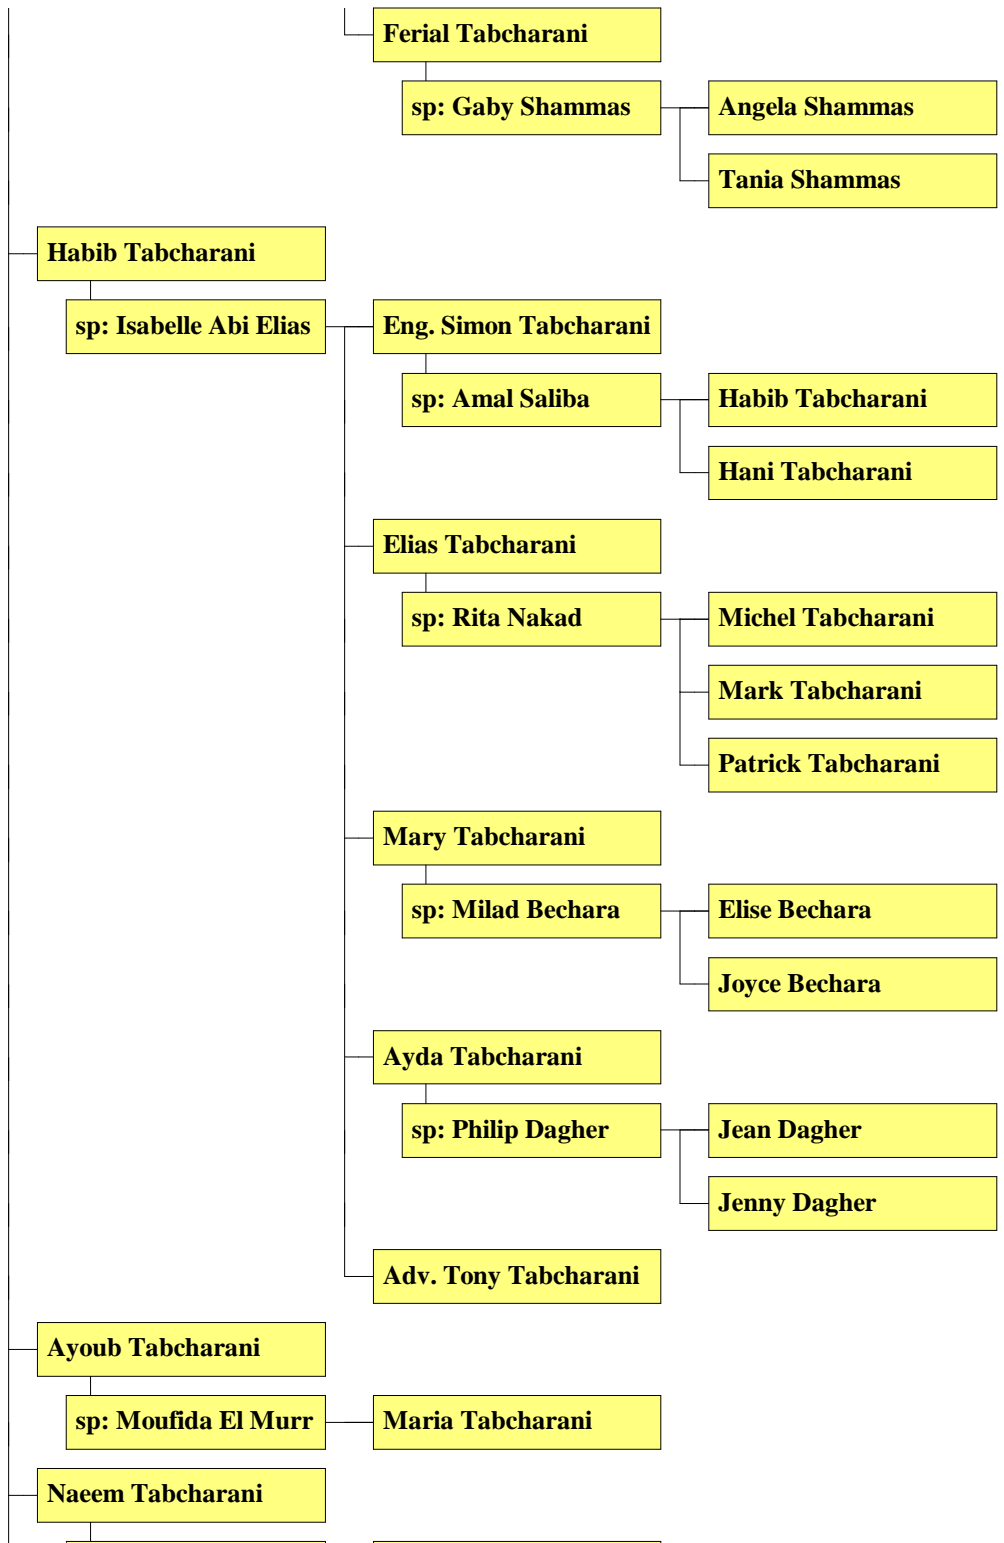 Ferial Tabcharani
sp: Gaby Shammas
Angela Shammas
Tania Shammas
Habib Tabcharani
sp: Isabelle Abi Elias
Eng. Simon Tabcharani
sp: Amal Saliba
Habib Tabcharani
Hani Tabcharani
Elias Tabcharani
sp: Rita Nakad
Michel Tabcharani
Mark Tabcharani
Patrick Tabcharani
Mary Tabcharani
sp: Milad Bechara
Elise Bechara
Joyce Bechara
Ayda Tabcharani
sp: Philip Dagher
Jean Dagher
Jenny Dagher
Adv. Tony Tabcharani
Ayoub Tabcharani
sp: Moufida El Murr
Maria Tabcharani
Naeem Tabcharani